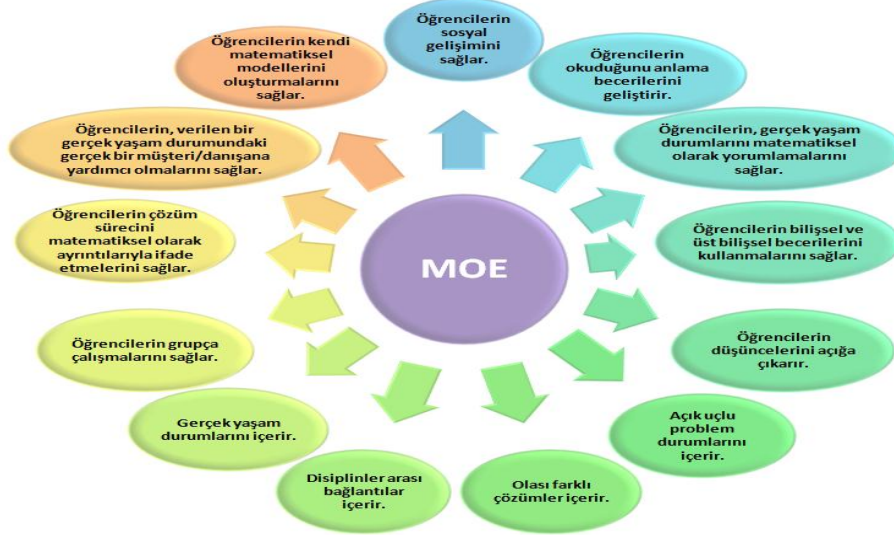 Öğrencilerin
sosyal
gelişimini
sağlar.
Öğrencilerin
okuduğunu anlama
becerilerini
geliştirir.
Öğrencilerin, gerçek yaşam
durumlarını matematiksel
olarak yorumlamalarını
sağlar.
Öğrencilerin bilişsel ve
üst bilişsel becerilerini
kullanmalarını sağlar.
Öğrencilerin
düşüncelerini açığa
çıkarır.
Açık uçlu
problem
durumlarını
içerir.
Olası farklı
çözümler içerir.
Disiplinler arası
bağlantılar
içerir.
Gerçek yaşam
durumlarını içerir.
Öğrencilerin grupça
çalışmalarını sağlar.
Öğrencilerin çözüm
sürecini
matematiksel olarak
ayrıntılarıyla ifade
etmelerini sağlar.
Öğrencilerin, verilen bir
gerçek yaşam durumundaki
gerçek bir müşteri/danışana
yardımcı olmalarını sağlar.
Öğrencilerin kendi
matematiksel
modellerini
oluşturmalarını
sağlar.
MOE